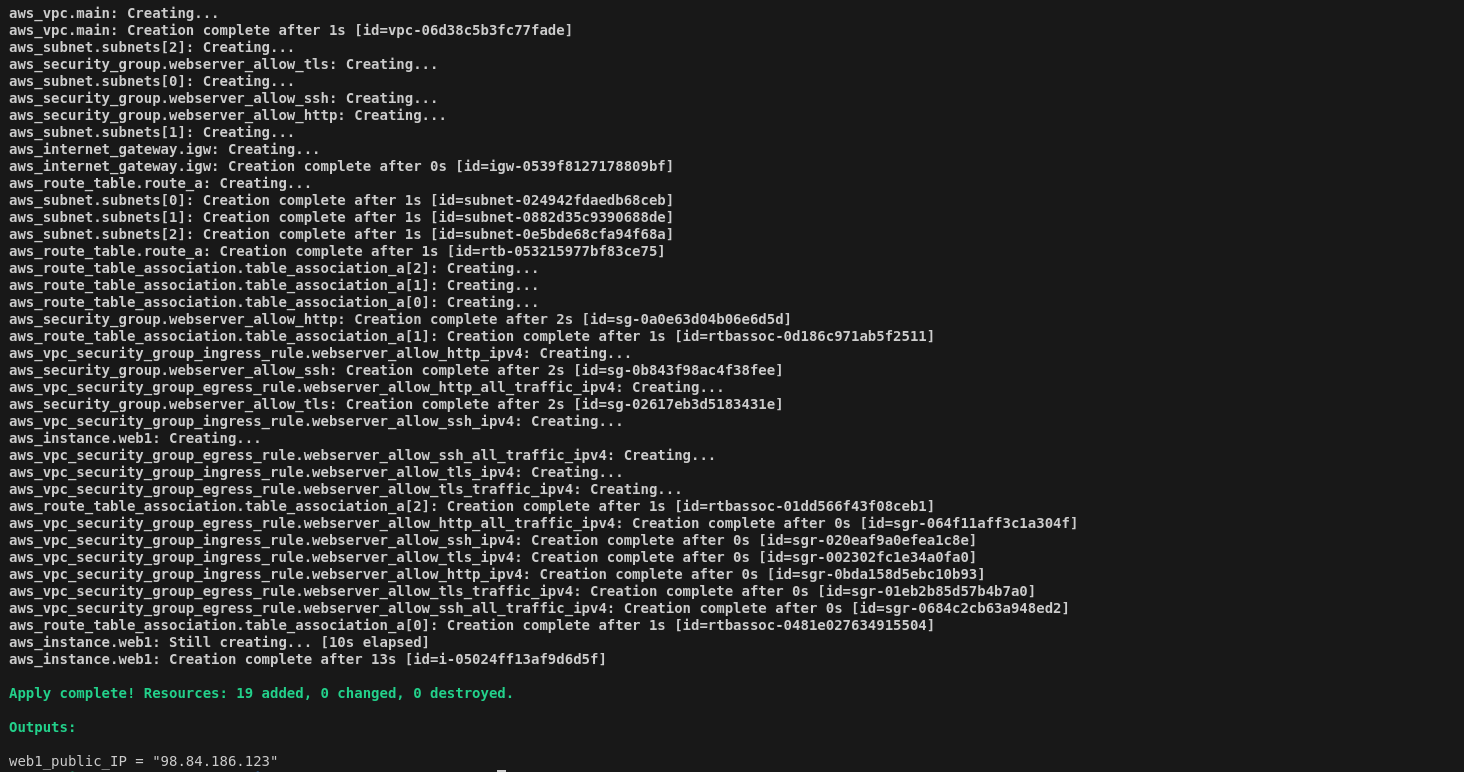 aws_vpc.main: Creating...
aws_vpc.main: Creation complete after 1s [id=vpc-06d38c5b3fc77fade]
aws_subnet.subnets[2]: Creating...
aws_security_group.webserver_allow_tls: Creating...
aws_subnet.subnets[0]: Creating...
aws_security_group.webserver_allow_ssh: Creating...
aws_security_group.webserver_allow_http: Creating...
aws_subnet.subnets[1]: Creating...
aws_internet_gateway.igw: Creating...
aws_internet_gateway.igw: Creation complete after 0s [id=igw-0539f8127178809bf]
aws_route_table.route_a: Creating...
aws_subnet.subnets[0]: Creation complete after 1s [id=subnet-024942fdaedb68ceb]
aws_subnet.subnets[1]: Creation complete after 1s [id=subnet-0882d35c9390688de]
aws_subnet.subnets[2]: Creation complete after 1s [id=subnet-0e5bde68cfa94f68a]
aws_route_table.route_a: Creation complete after 1s [id=rtb-053215977bf83ce75]
aws_route_table_association.table_association_a[2]: Creating...
aws_route_table_association.table_association_a[1]: Creating...
aws_route_table_association.table_association_a[0]: Creating...
aws_security_group.webserver_allow_http: Creation complete after 2s [id=sg-0a0e63d04b06e6d5d]
aws_route_table_association.table_association_a[1]: Creation complete after 1s [id=rtbassoc-0d186c971ab5f2511]
aws_vpc_security_group_ingress_rule.webserver_allow_http_ipv4: Creating...
aws_security_group.webserver_allow_ssh: Creation complete after 2s [id=sg-0b843f98ac4f38fee]
aws_vpc_security_group_egress_rule.webserver_allow_http_all_traffic_ipv4: Creating...
aws_security_group.webserver_allow_tls: Creation complete after 2s [id=sg-02617eb3d5183431e]
aws_vpc_security_group_ingress_rule.webserver_allow_ssh_ipv4: Creating...
aws_instance.web1: Creating...
aws_vpc_security_group_egress_rule.webserver_allow_ssh_all_traffic_ipv4: Creating...
aws_vpc_security_group_ingress_rule.webserver_allow_tls_ipv4: Creating...
aws_vpc_security_group_egress_rule.webserver_allow_tls_traffic_ipv4: Creating...
aws_route_table_association.table_association_a[2]: Creation complete after 1s [id=rtbassoc-01dd566f43f08ceb1]
aws_vpc_security_group_egress_rule.webserver_allow_http_all_traffic_ipv4: Creation complete after 0s [id=sgr-064f11aff3c1a304f]
aws_vpc_security_group_ingress_rule.webserver_allow_ssh_ipv4: Creation complete after 0s [id=sgr-020eaf9a0efea1c8e]
aws_vpc_security_group_ingress_rule.webserver_allow_tls_ipv4: Creation complete after 0s [id=sgr-002302fc1e34a0fa0]
aws_vpc_security_group_ingress_rule.webserver_allow_http_ipv4: Creation complete after 0s [id=sgr-0bda158d5ebc10b93]
aws_vpc_security_group_egress_rule.webserver_allow_tls_traffic_ipv4: Creation complete after 0s [id=sgr-01eb2b85d57b4b7a0]
aws_vpc_security_group_egress_rule.webserver_allow_ssh_all_traffic_ipv4: Creation complete after 0s [id=sgr-0684c2cb63a948ed2]
aws_route_table_association.table_association_a[0]: Creation complete after 1s [id=rtbassoc-0481e027634915504]
aws_instance.web1: Still creating... [10s elapsed]
aws_instance.web1: Creation complete after 13s [id=i-05024ff13af9d6d5f]
Apply complete! Resources: 19 added, 0 changed, 0 destroyed.
Outputs:
web1_public_IP = "98.84.186.123"